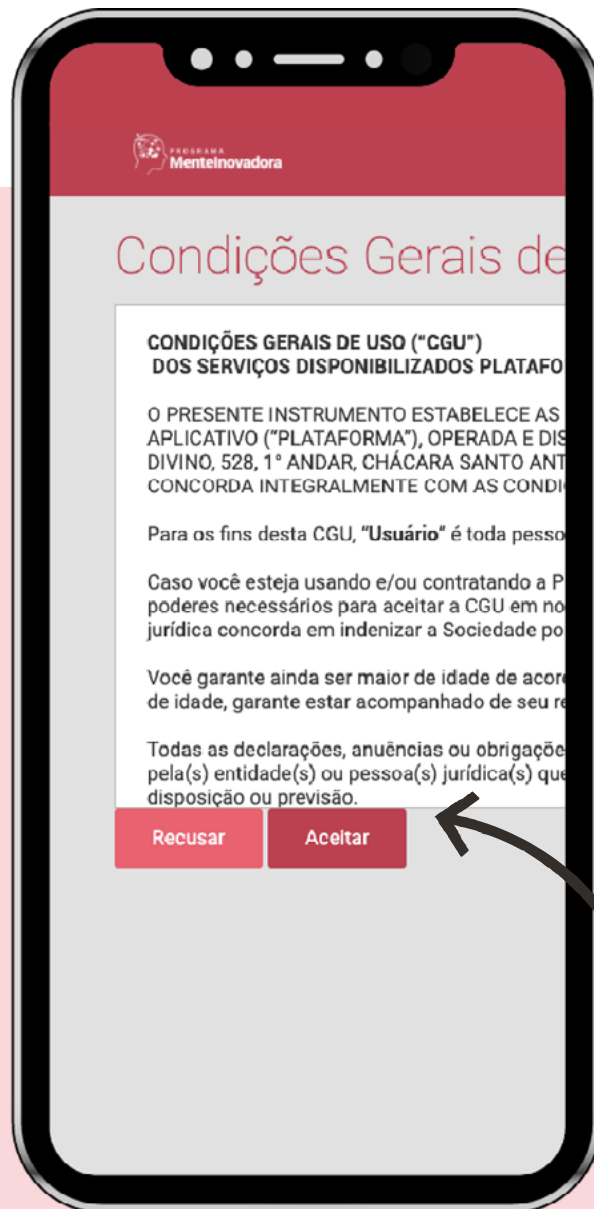 PROGRAMA
MenteInovadora
Condições Gerais de
CONDIÇÕES GERAIS DE USO (“CGU”)
DOS SERVIÇOS DISPONIBILIZADOS PLATAFO
O PRESENTE INSTRUMENTO ESTABELECE AS
APLICATIVO (“PLATAFORMA”), OPERADA E DIS
DIVINO, 528, 1° ANDAR, CHÁCARA SANTO ANT
CONCORDA INTEGRALMENTE COM AS CONDI
Para os fins desta CGU, “Usuário” é toda pesso
Caso você esteja usando e/ou contratando a P
poderes necessários para aceitar a CGU em no
jurídica concorda em indenizar a Sociedade po
Você garante ainda ser maior de idade de acor
de idade, garante estar acompanhado de seu re
Todas as declarações, anuências ou obrigaçõe
pela(s) entidade(s) ou pessoa(s) jurídica(s) que
disposição ou previsão.
Recusar
Aceitar